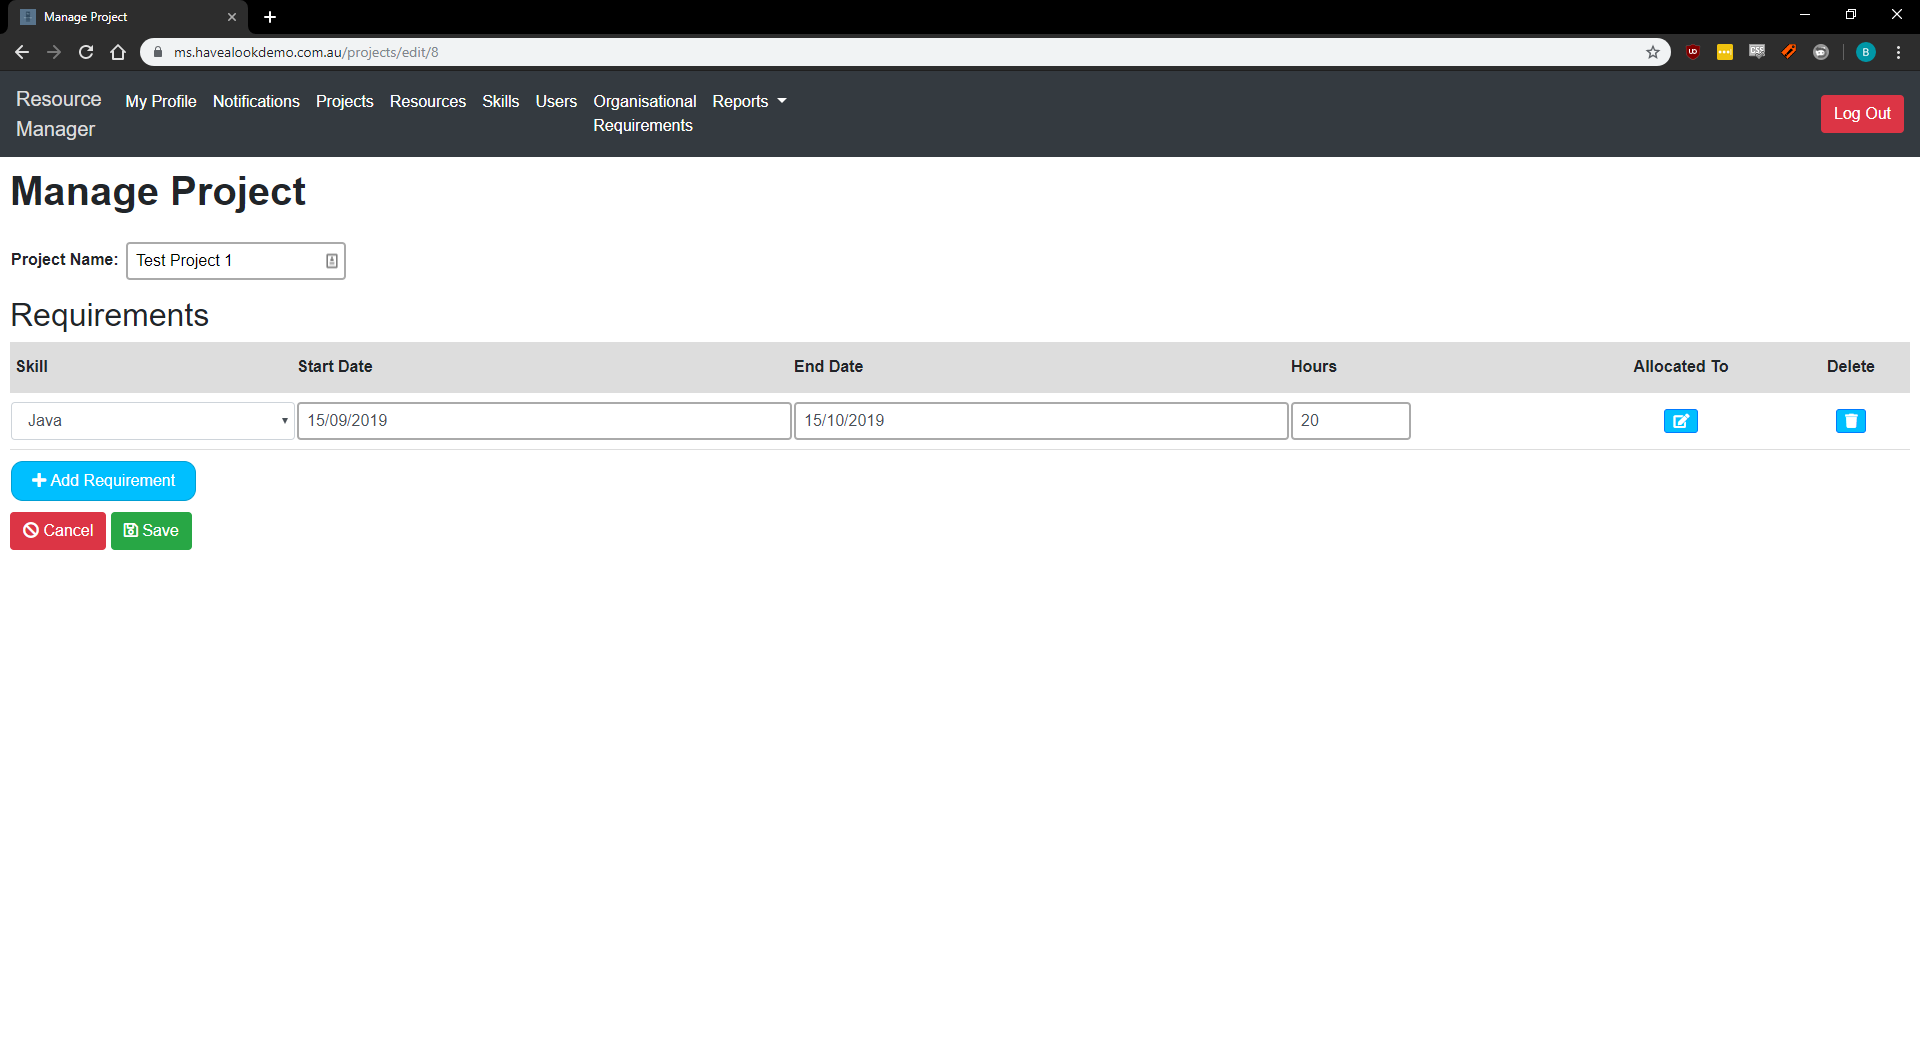 Manage Project
ms.havealookdemo.com.au/projects/edit/8
B
Resource
Manager
My Profile Notifications Projects Resources Skills Users Organisational
Requirements
Reports
Log Out
Manage Project
Project Name: Test Project 1
Requirements
Skill Start Date End Date Hours Allocated To Delete
Java 15/09/2019 15/10/2019 20
Add Requirement
Cancel Save